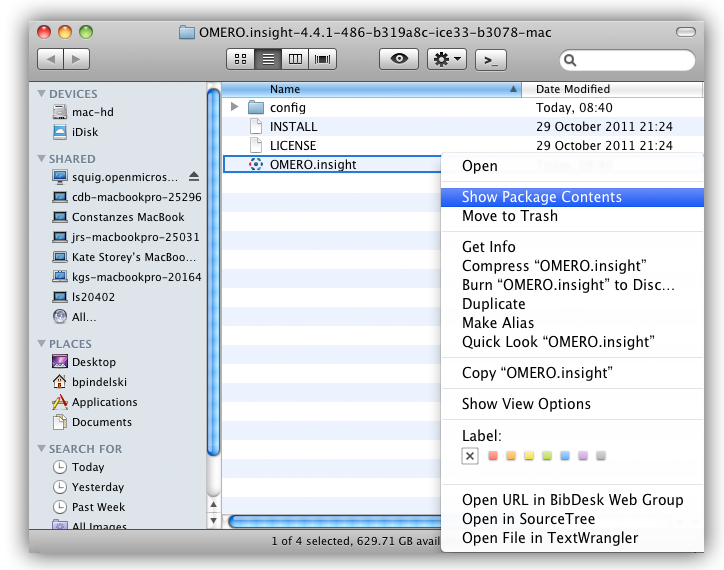 OMERO.insight-4.4.1-486-b319a8c-ice33-b3078-mac
DEVICES
mac-hd
iDisk
SHARED
squig.openmicros...
cdb-macbookpro-25296
Constanzes MacBook
jrs-macbookpro-25031
Kate Storey's MacBoo...
kgs-macbookpro-20164
ls20402
All...
PLACES
Desktop
bpindelski
Applications
Documents
SEARCH FOR
Today
Yesterday
Past Week
All Images
Name Date Modified
config Today, 08:40
INSTALL 29 October 2011 21:24
LICENSE 29 October 2011 21:24
OMERO.insight
Open
Show Package Contents
Move to Trash
Get Info
Compress “OMERO.insight”
Burn “OMERO.insight” to Disc...
Duplicate
Make Alias
Quick Look “OMERO.insight”
Copy “OMERO.insight”
Show View Options
Label:
Open URL in BibDesk Web Group
Open in SourceTree
Open File in TextWrangler
1 of 4 selected, 629.71 GB avail